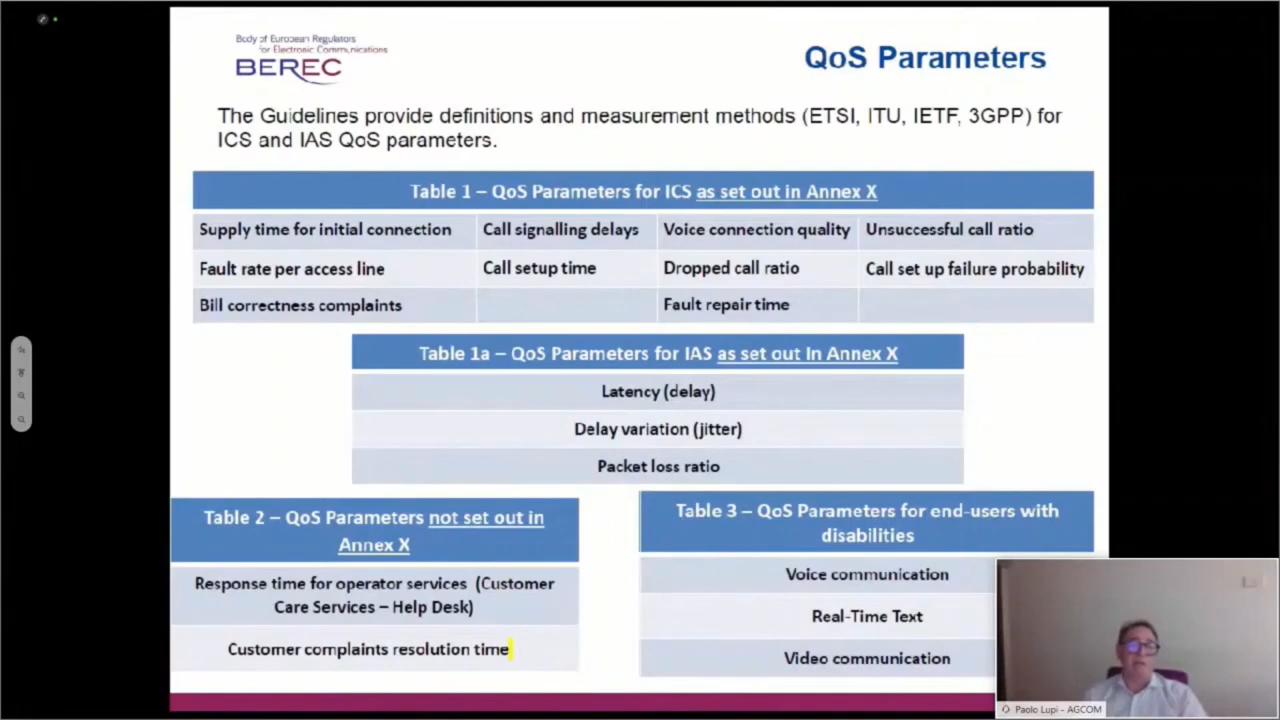 Body of European Regulators
for Electronic Communications
BEREC
QoS Parameters
The Guidelines provide definitions and measurement methods (ETSI, ITU, IETF, 3GPP) for
ICS and IAS QoS parameters.
Table 1 – QoS Parameters for ICS as set out in Annex X
Supply time for initial connection Call signalling delays Voice connection quality Unsuccessful call ratio
Fault rate per access line Call setup time Dropped call ratio Call set up failure probability
Bill correctness complaints Fault repair time
Table 1a – QoS Parameters for IAS as set out In Annex X
Latency (delay)
Delay variation (jitter)
Packet loss ratio
Table 2 – QoS Parameters not set out in
Annex X
Response time for operator services (Customer
Care Services – Help Desk)
Customer complaints resolution time
Table 3 – QoS Parameters for end-users with
disabilities
Voice communication
Real-Time Text
Video communication
Paolo Lupi - AGCOM